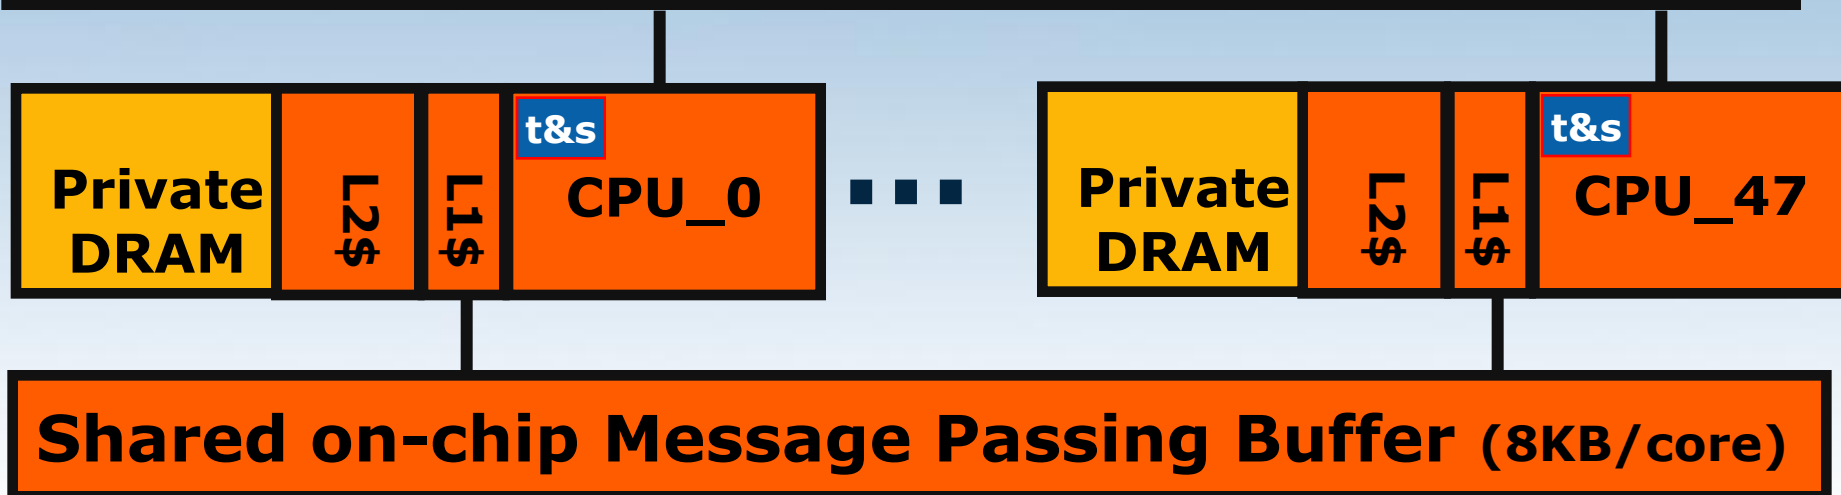 t&s
Private
DRAM
L2$
L1$
CPU_0
...
t&s
Private
DRAM
L2$
L1$
CPU_47
Shared on-chip Message Passing Buffer (8KB/core)